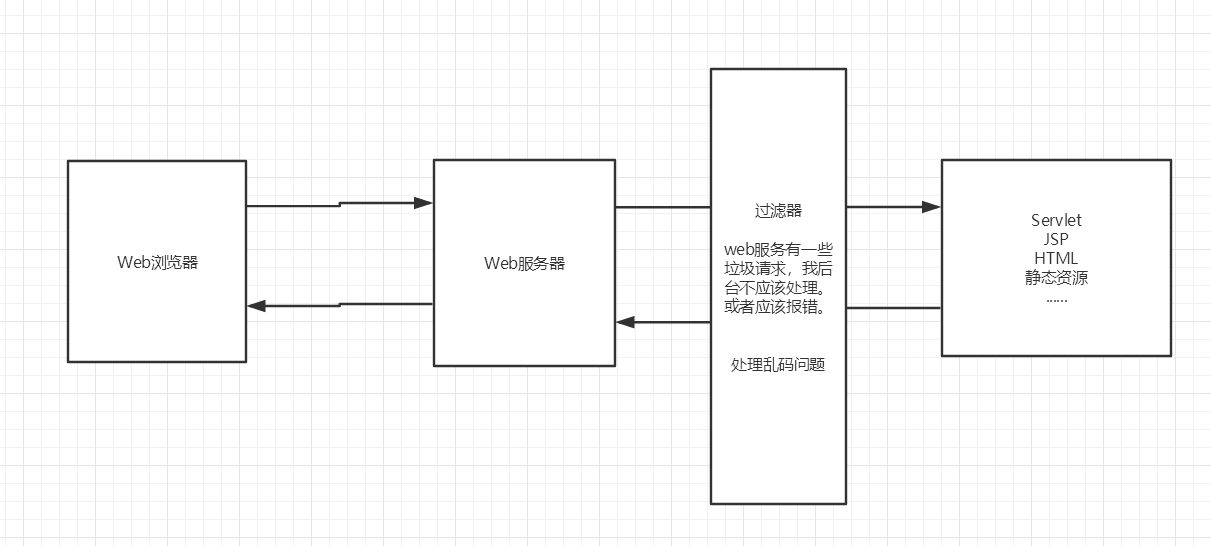 Web浏览器
Web服务器
过滤器
web服务有一些
垃圾请求，我后
台不应该处理。
或者应该报错。
处理乱码问题
Servlet
JSP
HTML
静态资源
......